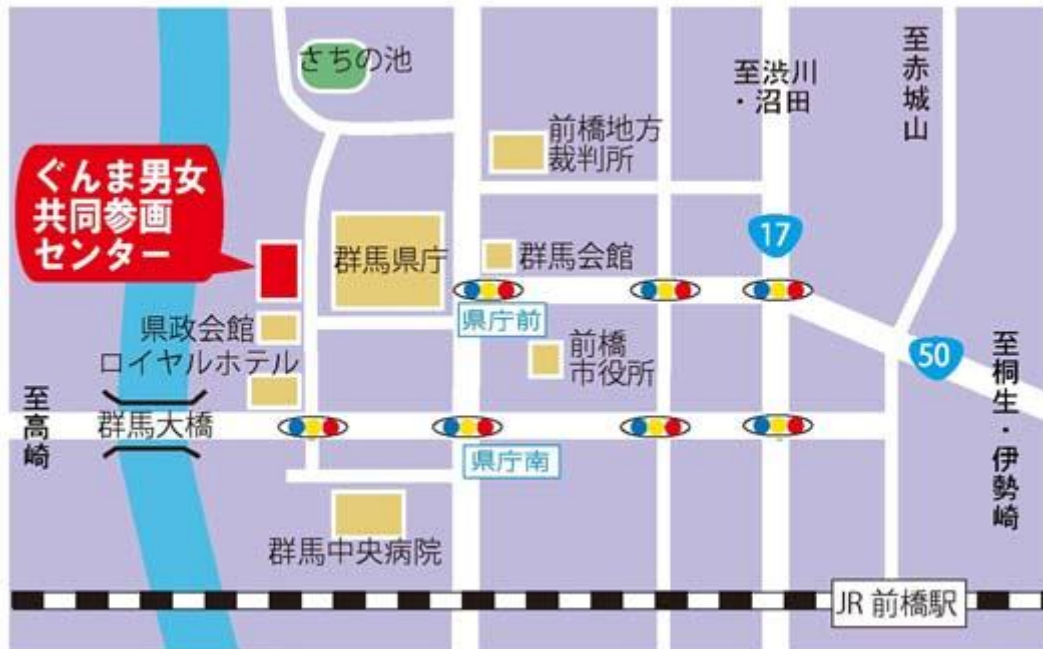 さちの池
至渋川
・沼田
至赤城山
前橋地方
裁判所
ぐんま男女
共同参画
センター
17
群馬県庁
群馬会館
県庁前
県政会館
ロイヤルホテル
前橋
市役所
50
至桐生・伊勢崎
至高崎
群馬大橋
県庁南
群馬中央病院
JR 前橋駅